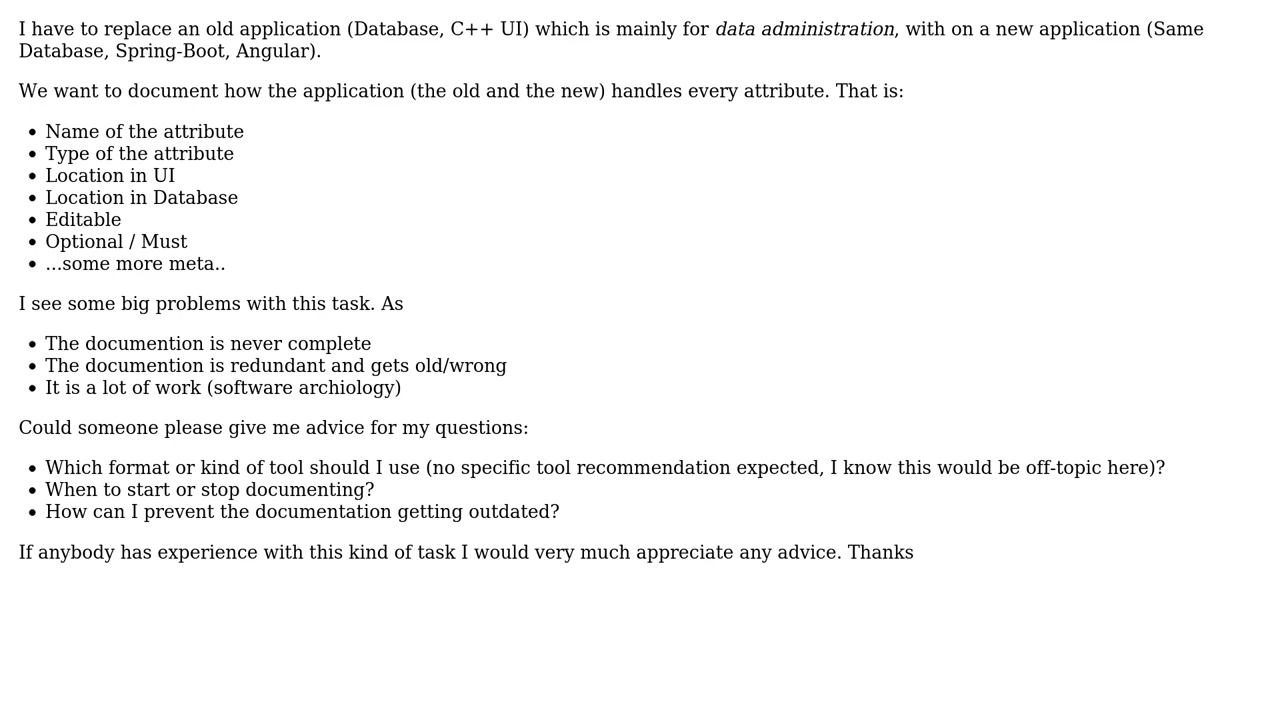 I have to replace an old application (Database, C++ UI) which is mainly for data administration, with on a new application (Same
Database, Spring-Boot, Angular).
We want to document how the application (the old and the new) handles every attribute. That is:
• Name of the attribute
• Type of the attribute
• Location in UI
• Location in Database
• Editable
• Optional / Must
• ...some more meta..
I see some big problems with this task. As
• The documention is never complete
• The documention is redundant and gets old/wrong
• It is a lot of work (software archiology)
Could someone please give me advice for my questions:
• Which format or kind of tool should I use (no specific tool recommendation expected, I know this would be off-topic here)?
• When to start or stop documenting?
• How can I prevent the documentation getting outdated?
If anybody has experience with this kind of task I would very much appreciate any advice. Thanks